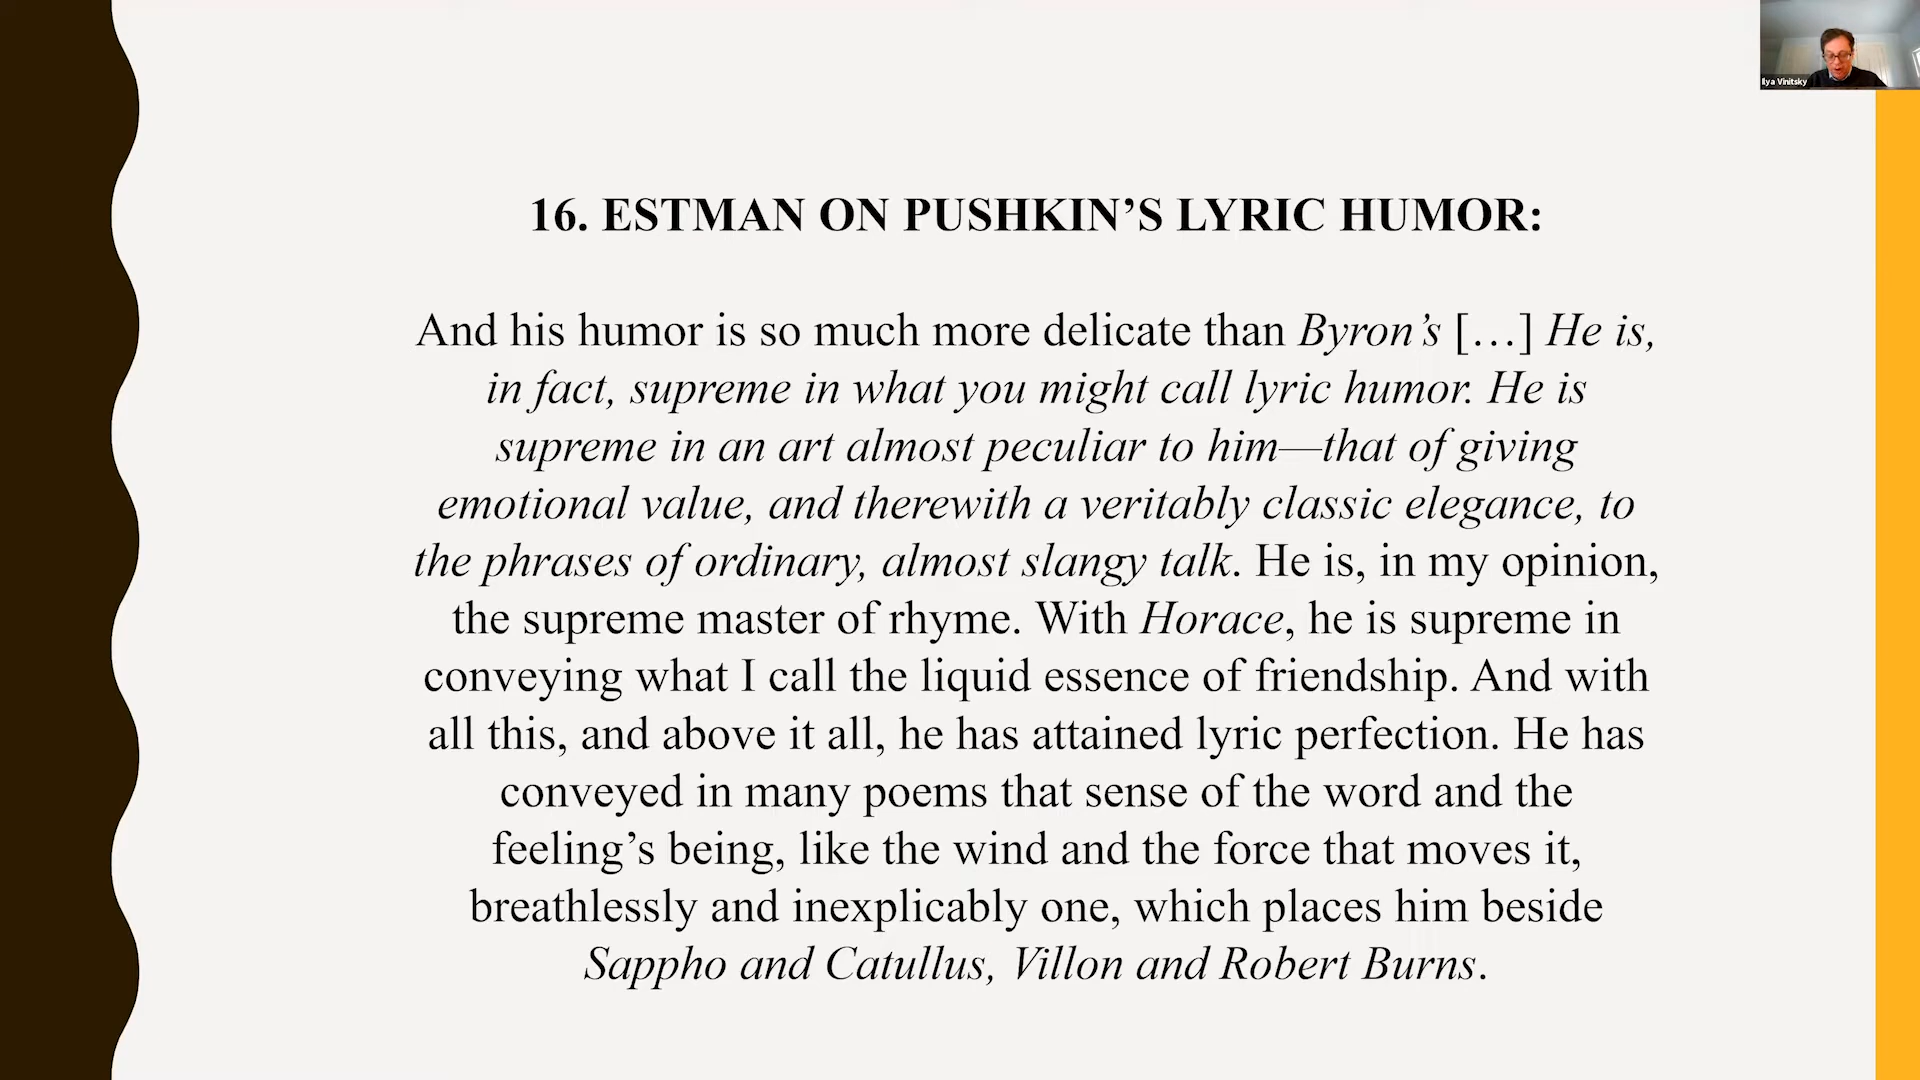 Ilya Vinitsky
16. ESTMAN ON PUSHKIN’S LYRIC HUMOR:
And his humor is so much more delicate than Byron’s […] He is,
in fact, supreme in what you might call lyric humor. He is
supreme in an art almost peculiar to him—that of giving
emotional value, and therewith a veritably classic elegance, to
the phrases of ordinary, almost slangy talk. He is, in my opinion,
the supreme master of rhyme. With Horace, he is supreme in
conveying what I call the liquid essence of friendship. And with
all this, and above it all, he has attained lyric perfection. He has
conveyed in many poems that sense of the word and the
feeling’s being, like the wind and the force that moves it,
breathlessly and inexplicably one, which places him beside
Sappho and Catullus, Villon and Robert Burns.